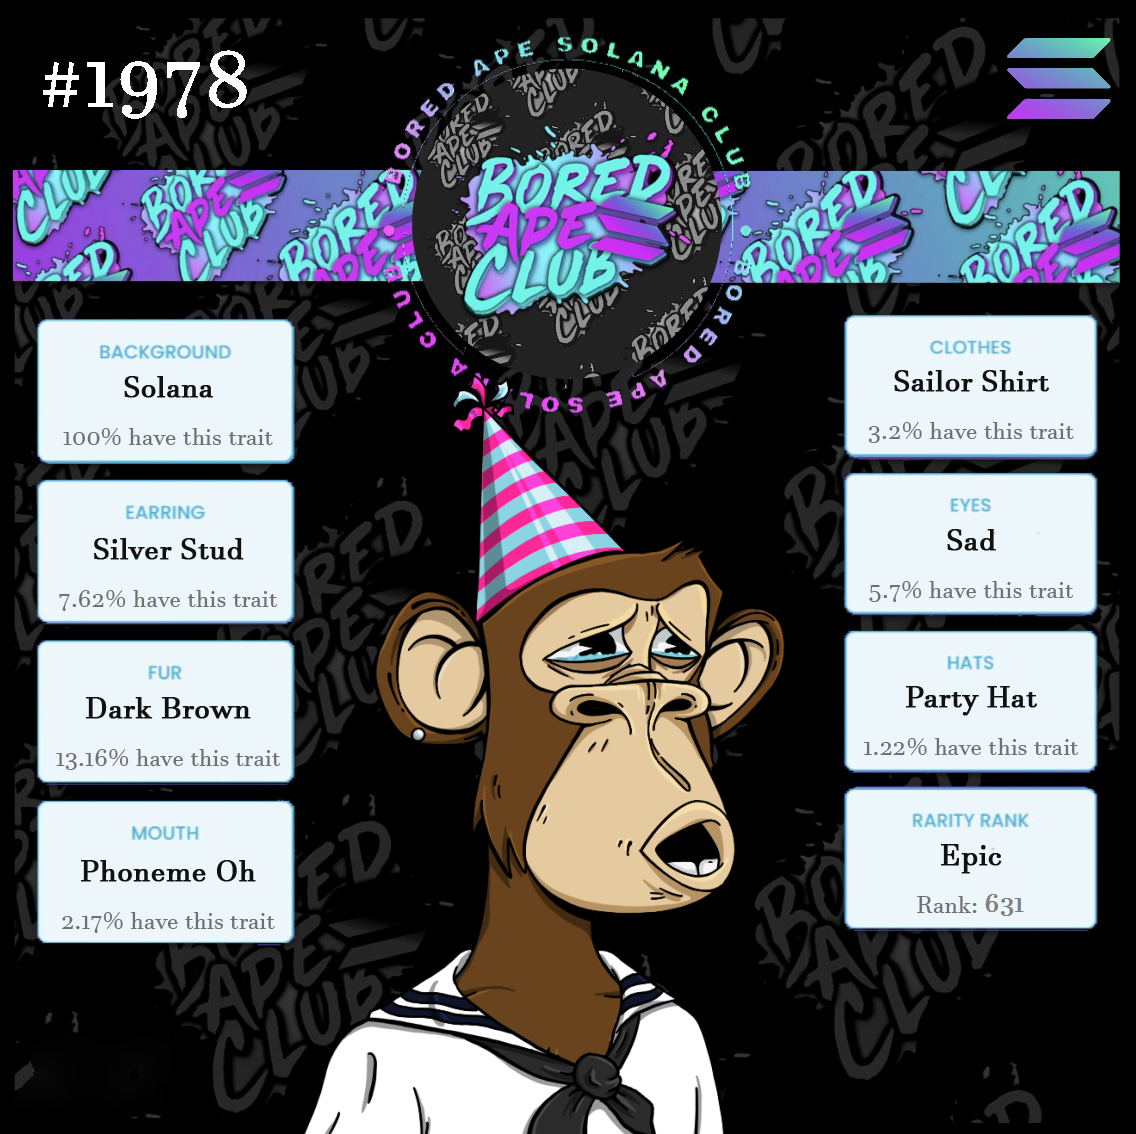 #1978
BORED APE SOLANA CLUB
BORED APE SOLANA CLUB
BORED
APE
CLUB
BACKGROUND
Solana
100% have this trait
EARRING
Silver Stud
7.62% have this trait
FUR
Dark Brown
13.16% have this trait
MOUTH
Phoneme Oh
2.17% have this trait
CLOTHES
Sailor Shirt
3.2% have this trait
EYES
Sad
5.7% have this trait
HATS
Party Hat
1.22% have this trait
RARITY RANK
Epic
Rank: 631